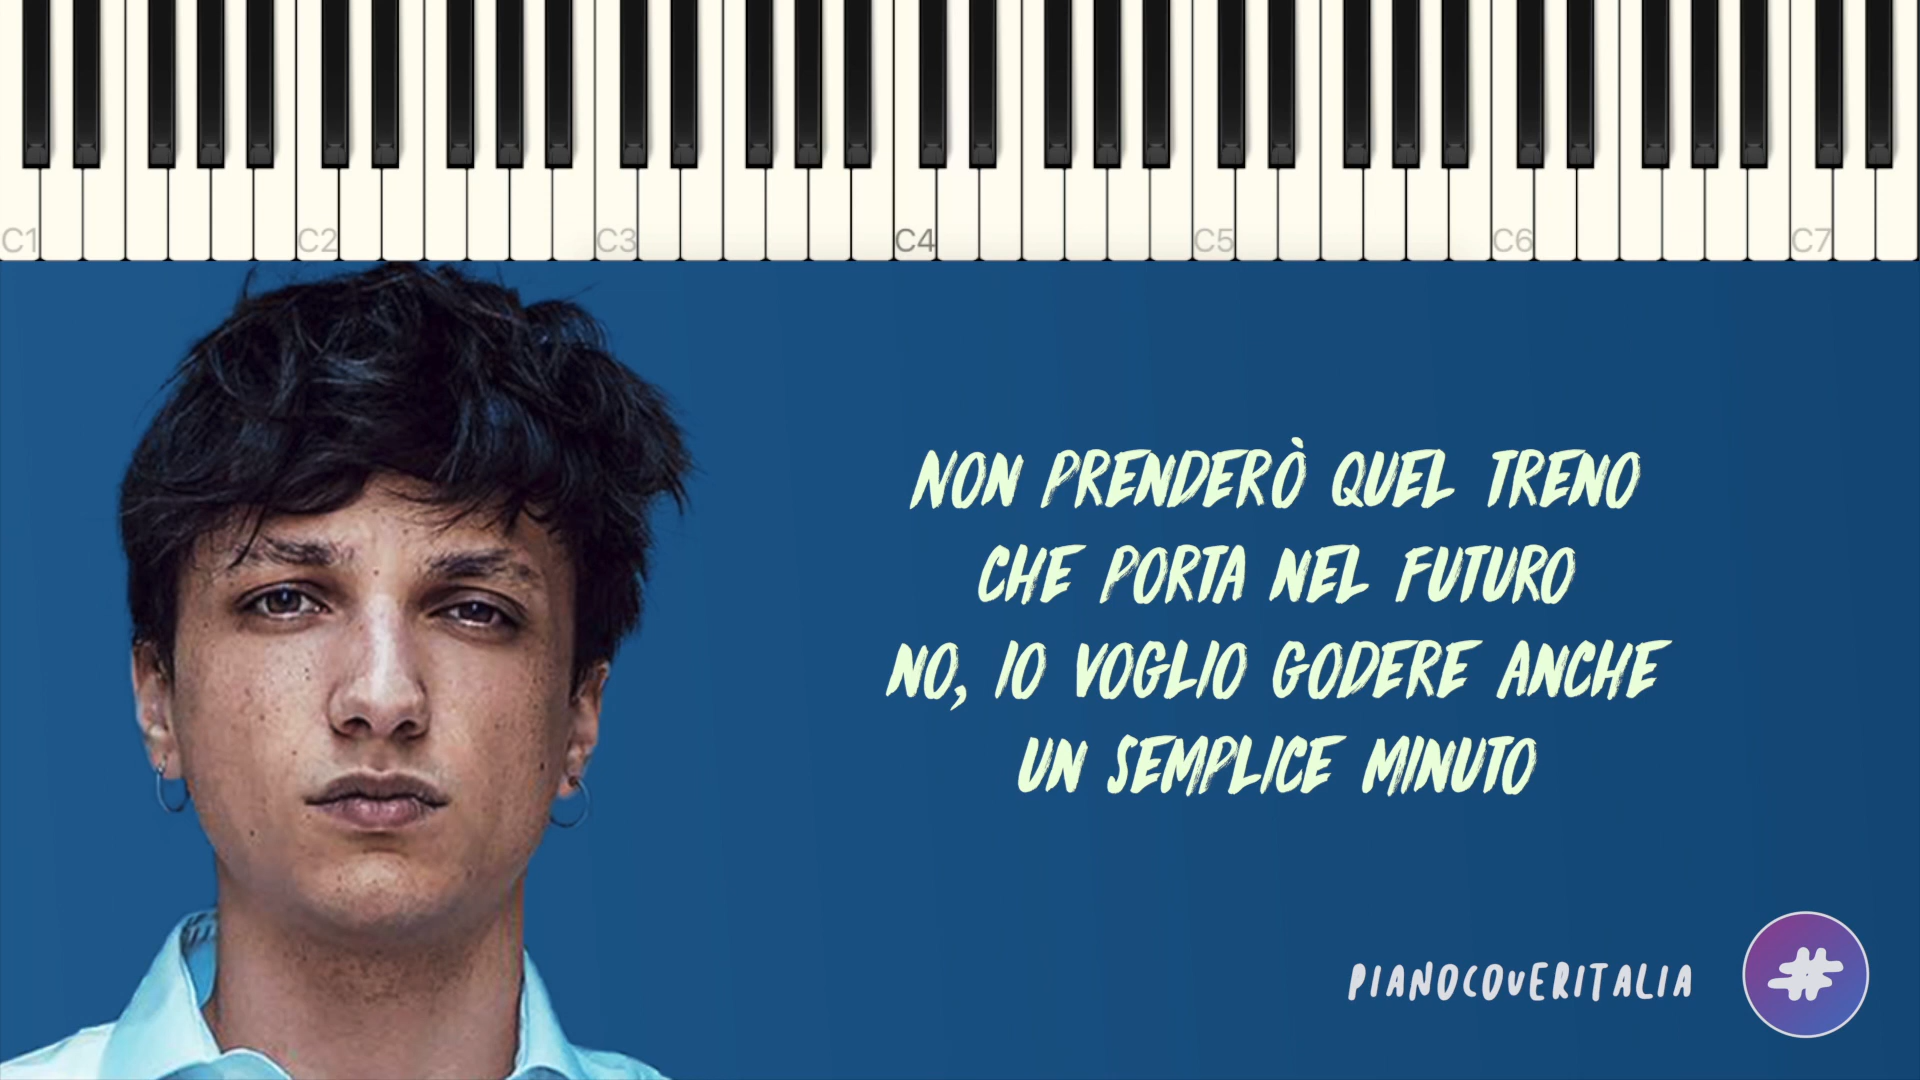 C1 C2 C3 C4 C5 C6 C7
NON PRENDERÒ QUEL TRENO
CHE PORTA NEL FUTURO
NO, IO VOGLIO GODERE ANCHE
UN SEMPLICE MINUTO
PIANOCOVERITALIA #